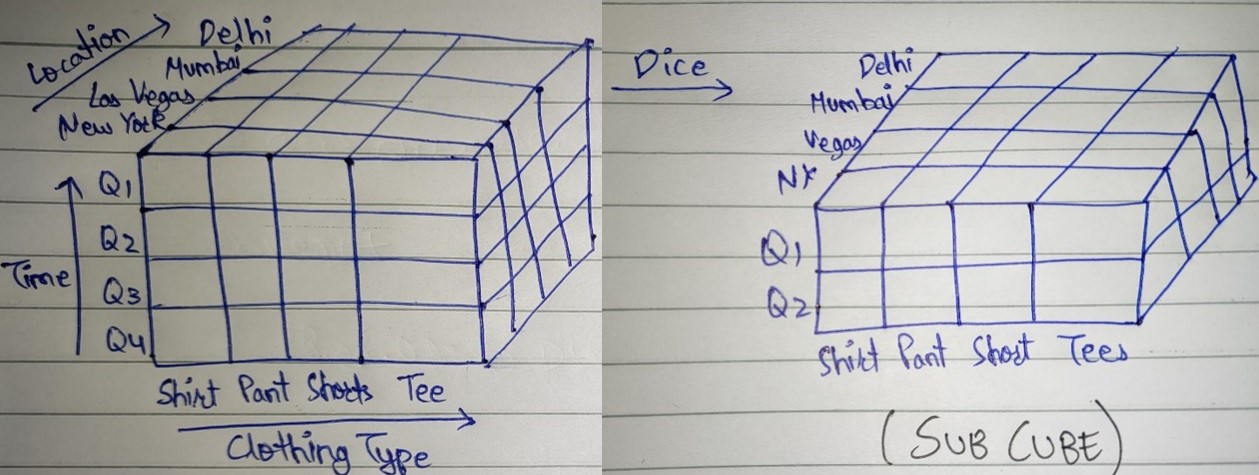 Location
Delhi
Mumbai
Las Vegas
New York
Q1
Q2
Q3
Q4
Time
Shirt Pant Shorts Tee
Clothing Type
Dice
Delhi
Mumbai
Vegas
NY
Q1
Q2
Shirt Pant Short Tees
(SUB CUBE)